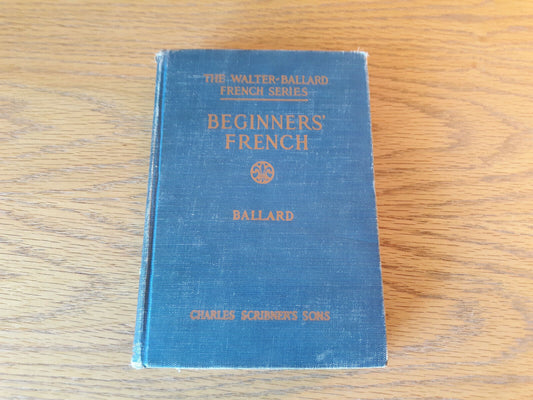 THE WALTER-BALLARD
FRENCH SERIES
BEGINNERS'
FRENCH
BALLARD
CHARLES SCRIBNER'S SONS